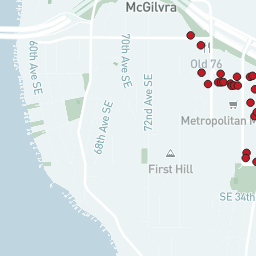 McGilvra
60th Ave SE
70th Ave SE
Old 76
68th Ave SE
72nd Ave SE
Metropolitan M
First Hill
SE 34th